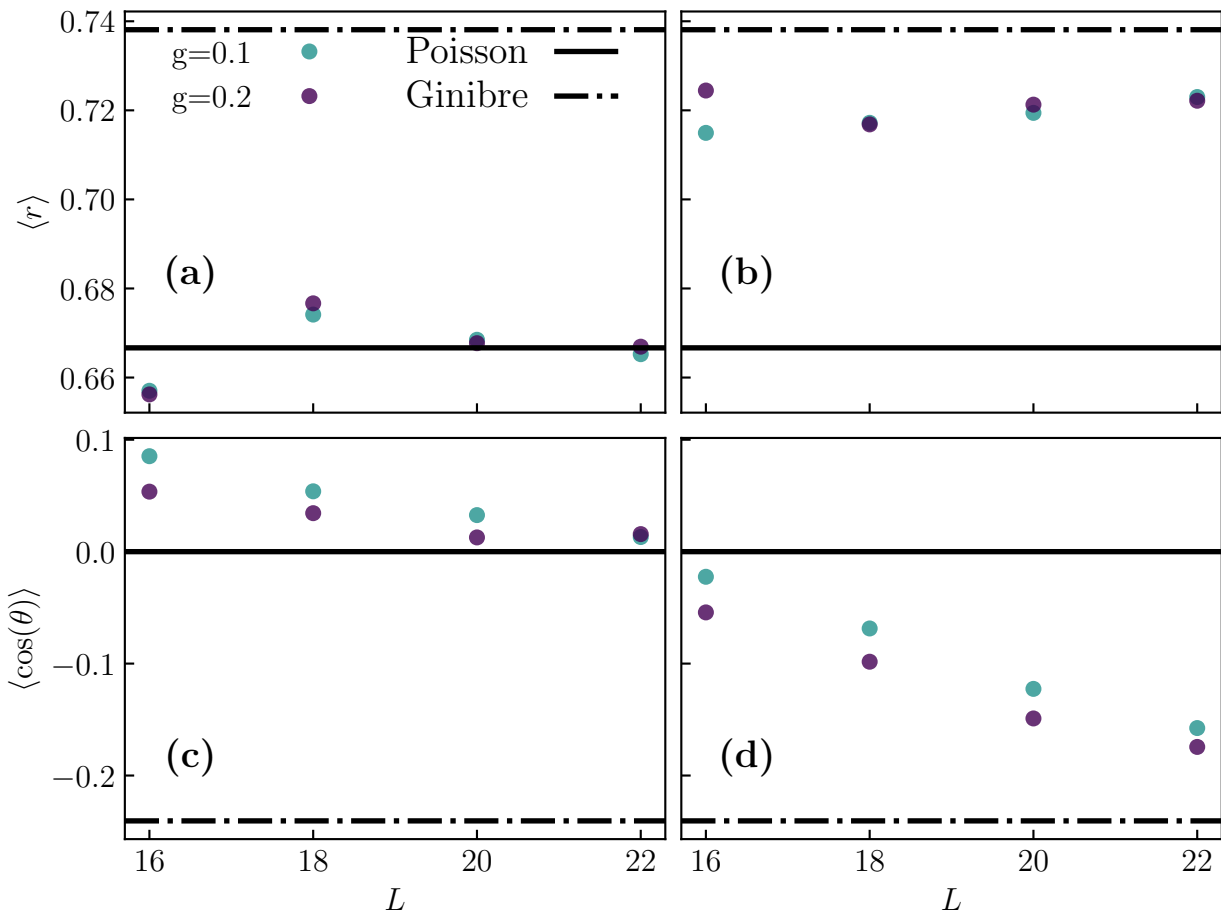 0.74
g=0.1
Poisson
g=0.2
Ginibre
0.72
0.70
⟨r⟩
(a)
(b)
0.68
0.66
0.1
0.0
⟨cos(θ)⟩
−0.1
(c)
(d)
−0.2
16
18
20
22
16
18
20
22
L
L